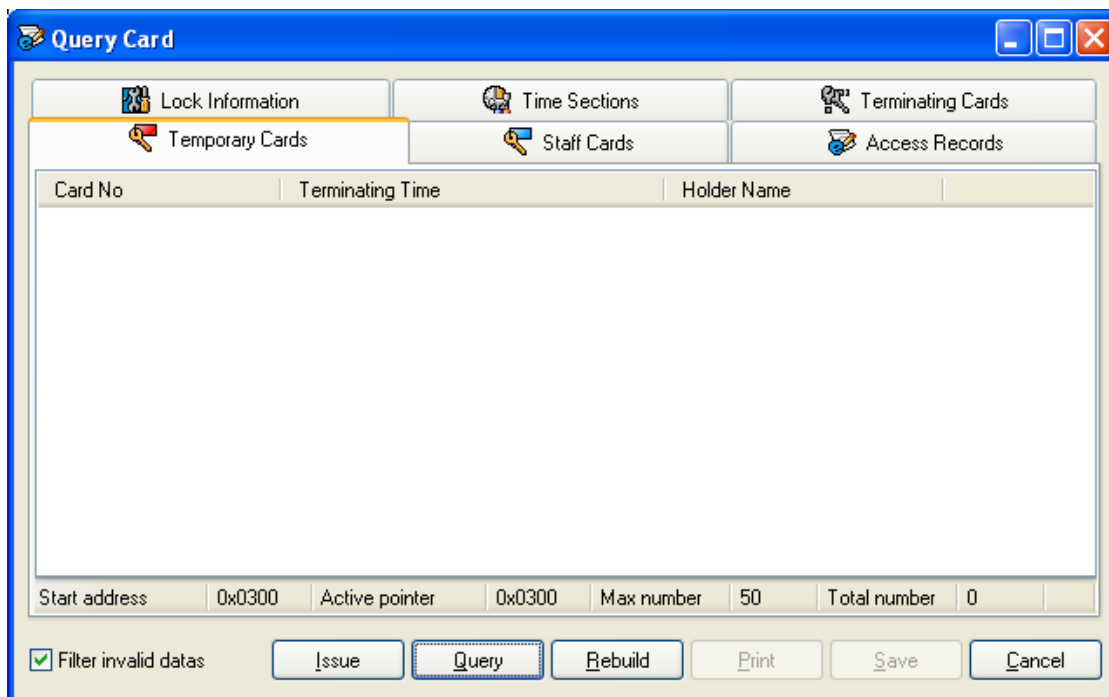 Query Card
Lock Information Time Sections Terminating Cards
Temporary Cards Staff Cards Access Records
Card No Terminating Time Holder Name
Start address 0x0300 Active pointer 0x0300 Max number 50 Total number 0
Filter invalid datas Issue Query Rebuild Print Save Cancel